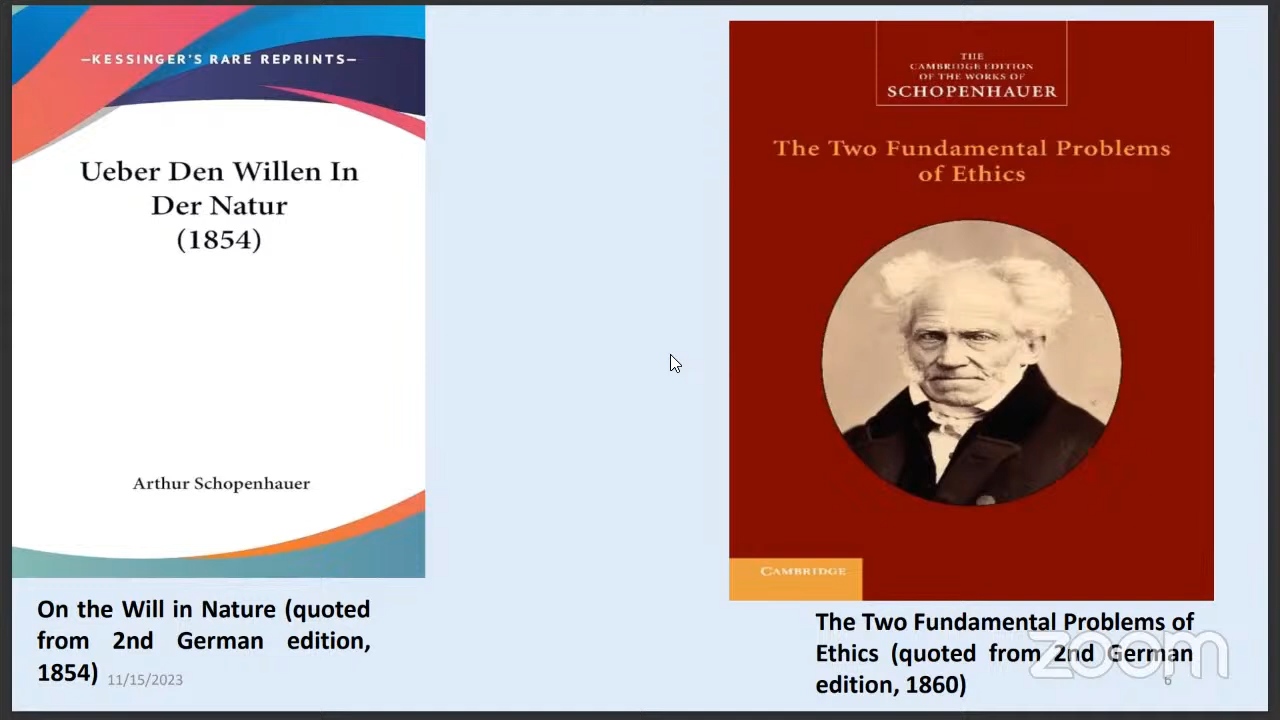 —KESSINGER'S RARE REPRINTS—
Ueber Den Willen In
Der Natur
(1854)
Arthur Schopenhauer
On the Will in Nature (quoted
from 2nd German edition,
1854)
11/15/2023
THE
CAMBRIDGE EDITION
OF THE WORKS OF
SCHOPENHAUER
The Two Fundamental Problems
of Ethics
CAMBRIDGE
The Two Fundamental Problems of
Ethics (quoted from 2nd German
edition, 1860)
zoom
6